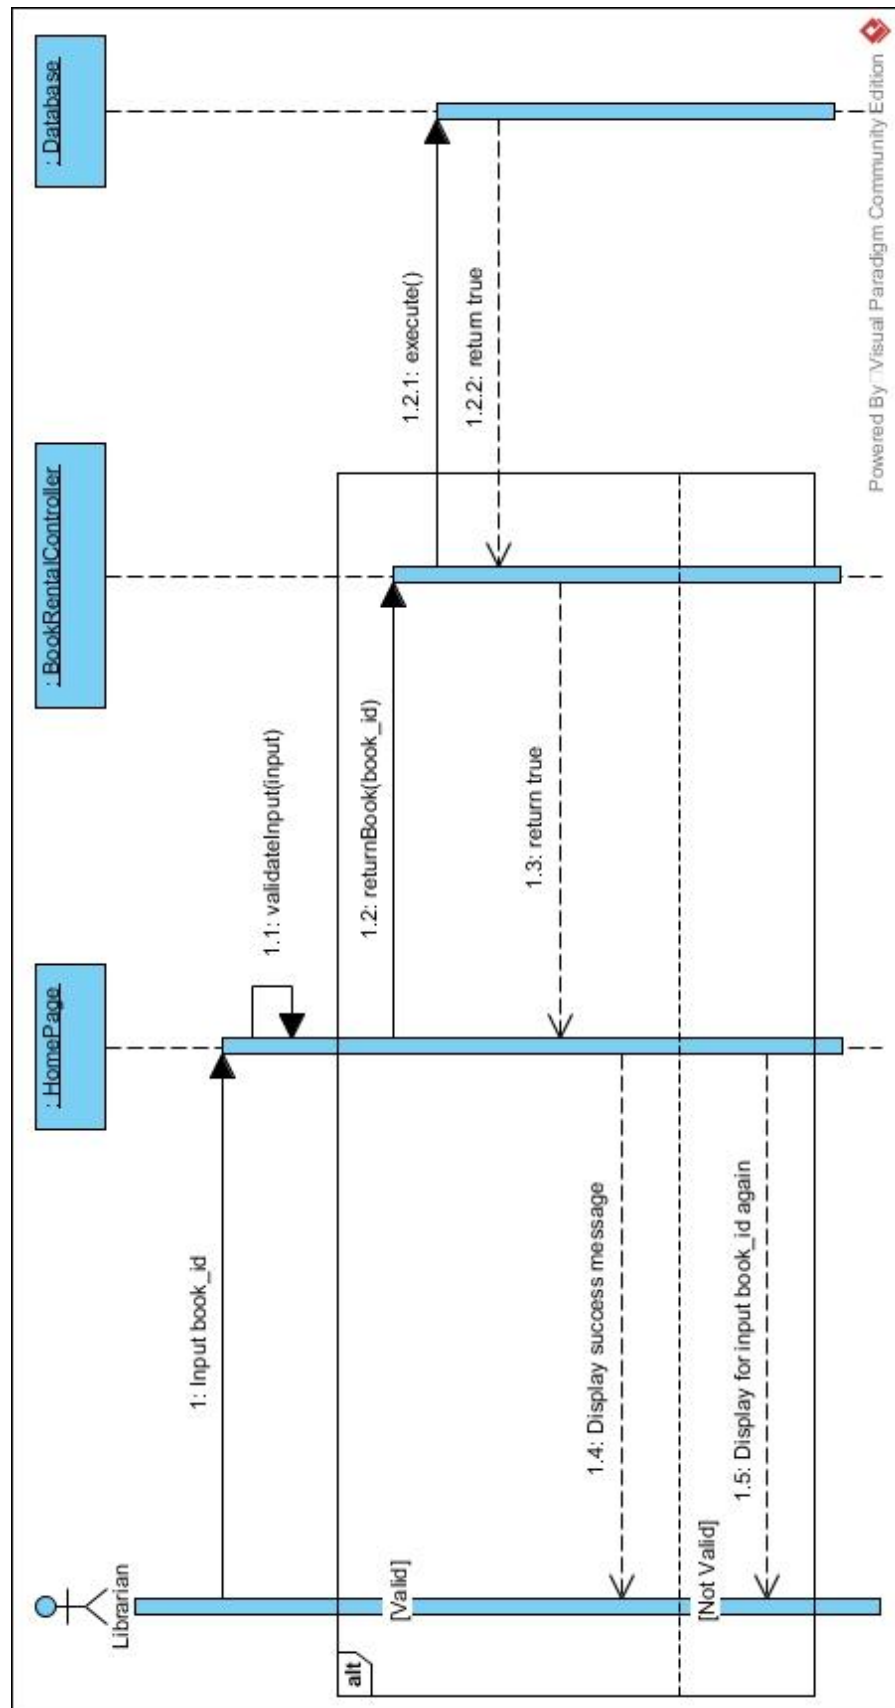 Librarian
: HomePage
: BookRentalController
: Database
1: Input book_id
1.1: validateInput(input)
alt
[Valid]
1.2: returnBook(book_id)
1.2.1: execute()
1.2.2: return true
1.3: return true
1.4: Display success message
[Not Valid]
1.5: Display for input book_id again
Powered By Visual Paradigm Community Edition